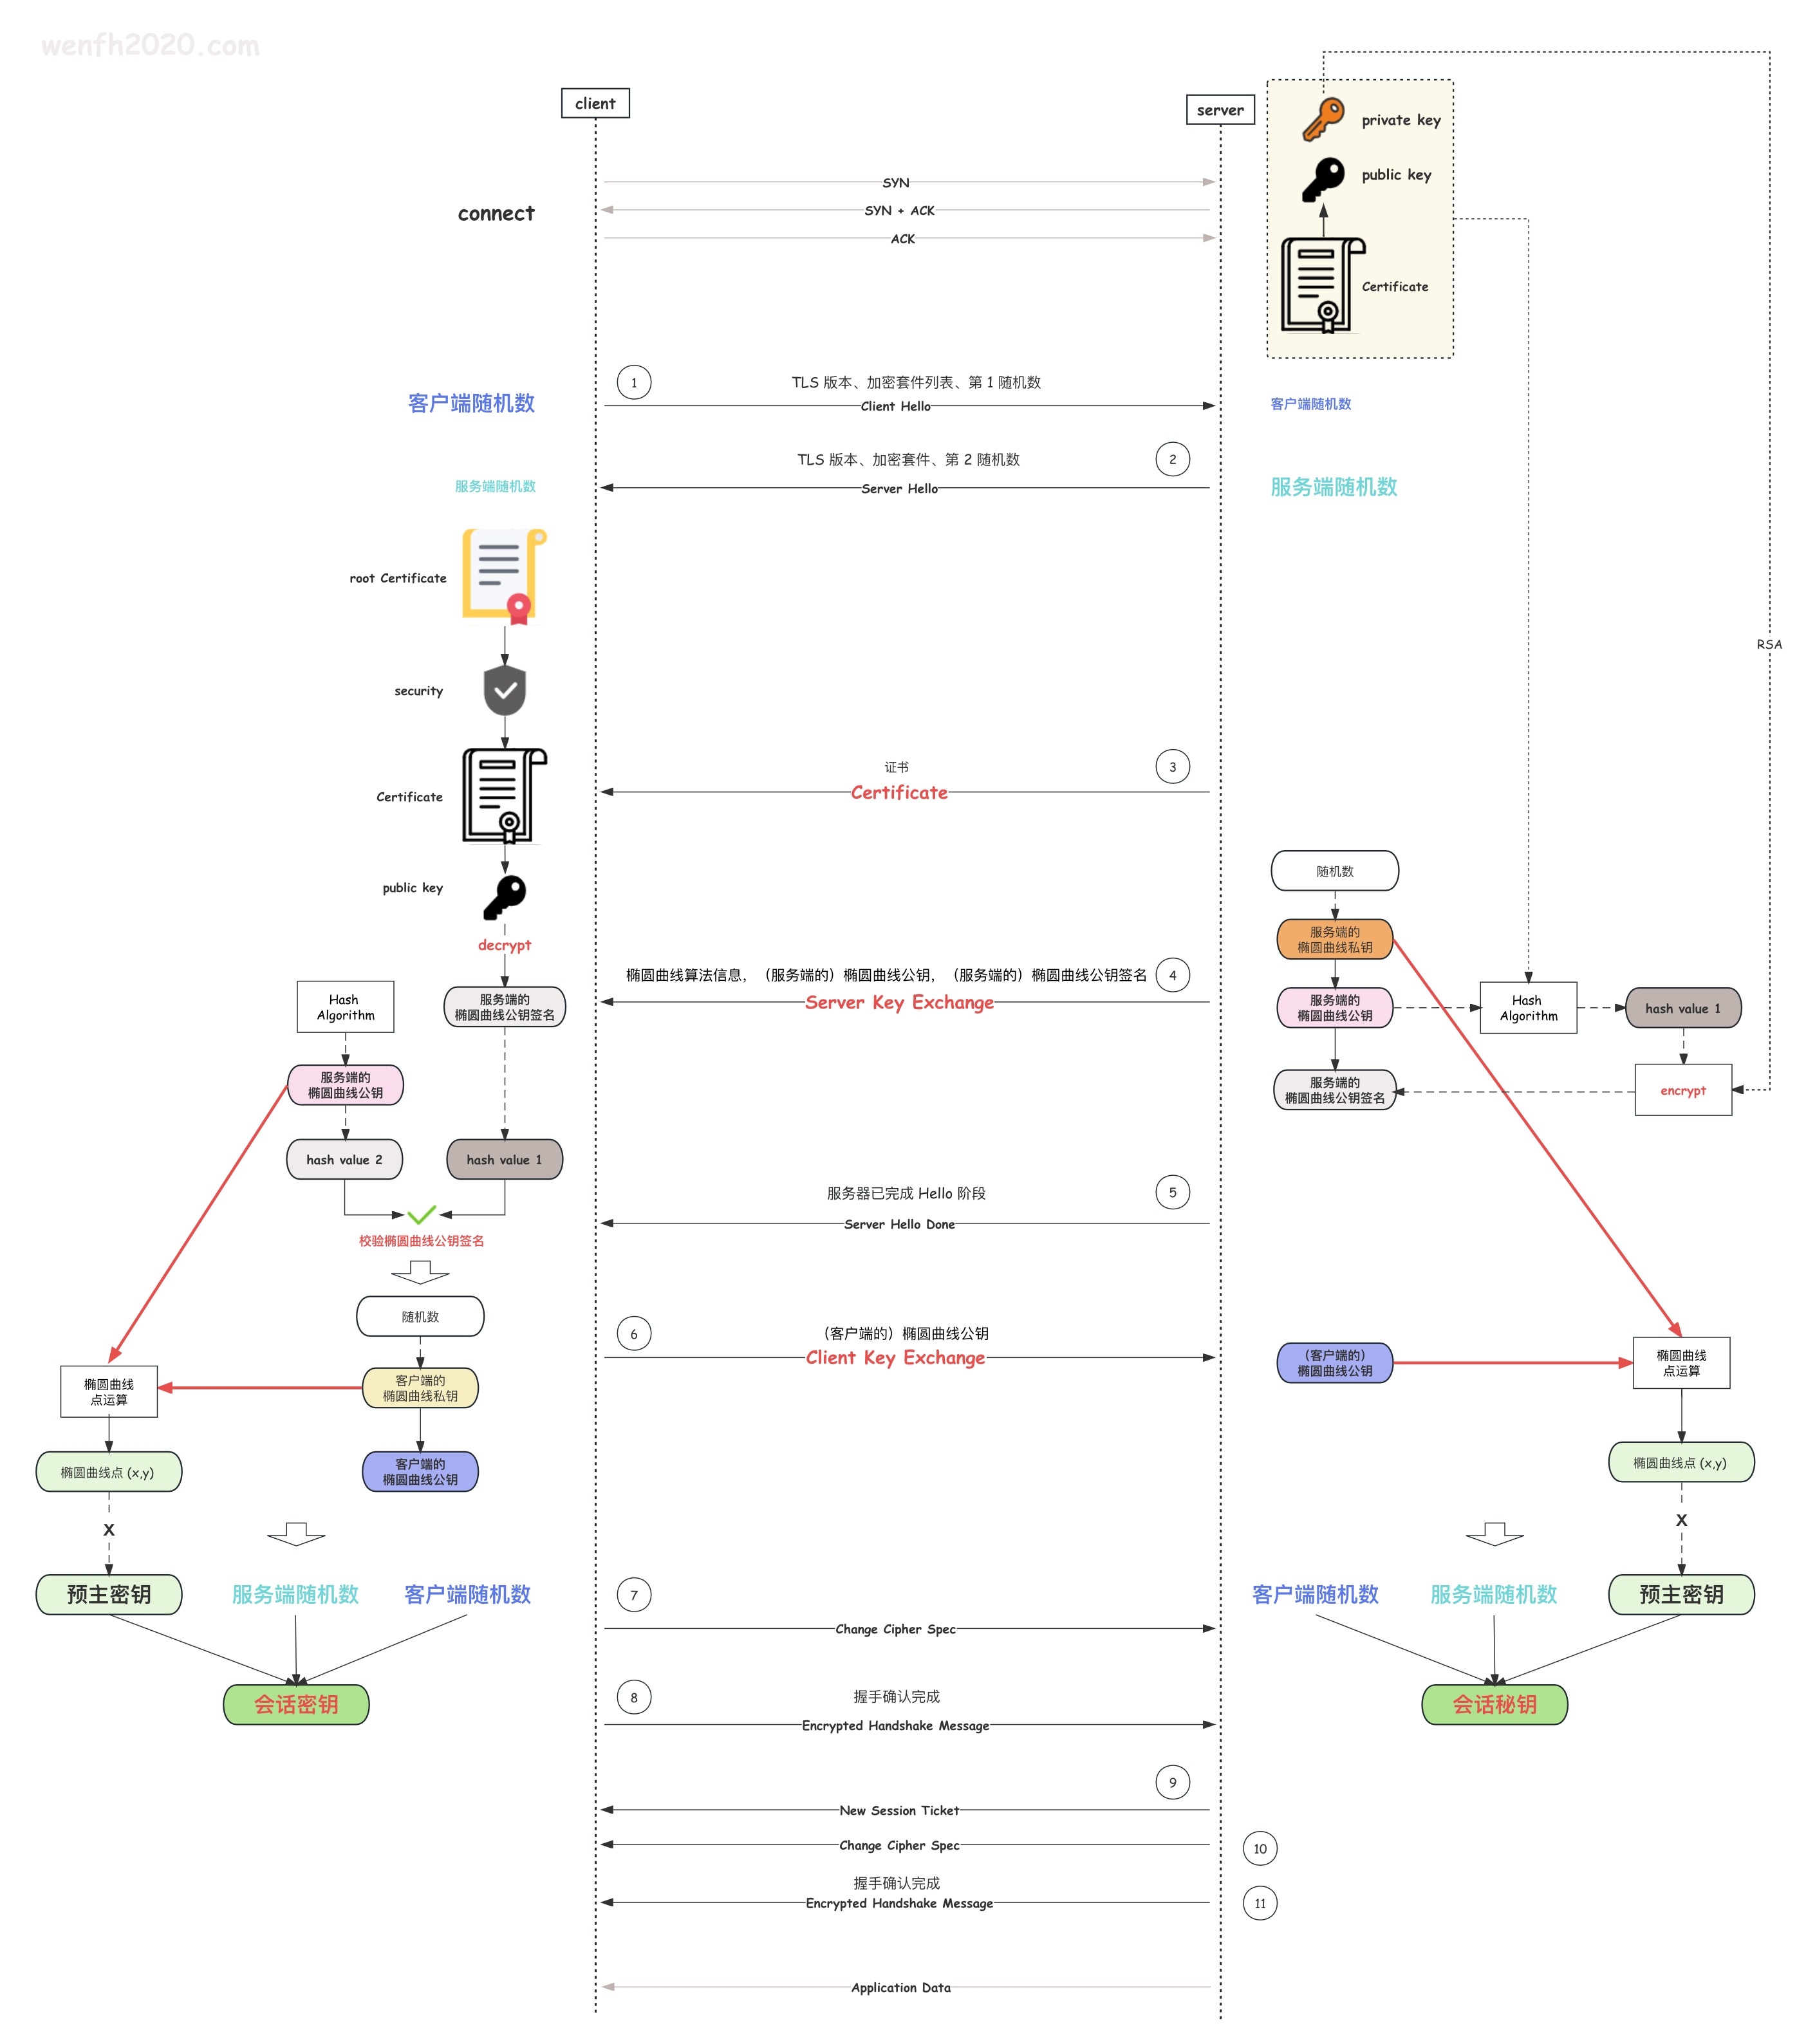 wenfh2020.com
client
server
private key
public key
Certificate
SYN
connect
SYN + ACK
ACK
1
TLS 版本、加密套件列表、第 1 随机数
客户端随机数
Client Hello
客户端随机数
TLS 版本、加密套件、第 2 随机数
2
服务端随机数
Server Hello
服务端随机数
root Certificate
RSA
security
证书
3
Certificate
Certificate
public key
随机数
decrypt
服务端的
椭圆曲线私钥
椭圆曲线算法信息，（服务端的）椭圆曲线公钥，（服务端的）椭圆曲线公钥签名
4
Server Key Exchange
Hash
Algorithm
服务端的
椭圆曲线公钥签名
服务端的
椭圆曲线公钥
Hash
Algorithm
hash value 1
服务端的
椭圆曲线公钥
服务端的
椭圆曲线公钥签名
encrypt
hash value 2
hash value 1
服务器已完成 Hello 阶段
5
Server Hello Done
校验椭圆曲线公钥签名
随机数
6
（客户端的）椭圆曲线公钥
Client Key Exchange
（客户端的）
椭圆曲线公钥
椭圆曲线
点运算
椭圆曲线
点运算
客户端的
椭圆曲线私钥
椭圆曲线点 (x,y)
客户端的
椭圆曲线公钥
椭圆曲线点 (x,y)
X
X
预主密钥
服务端随机数
客户端随机数
7
客户端随机数
服务端随机数
预主密钥
Change Cipher Spec
会话密钥
8
握手确认完成
会话秘钥
Encrypted Handshake Message
9
New Session Ticket
Change Cipher Spec
10
握手确认完成
Encrypted Handshake Message
11
Application Data